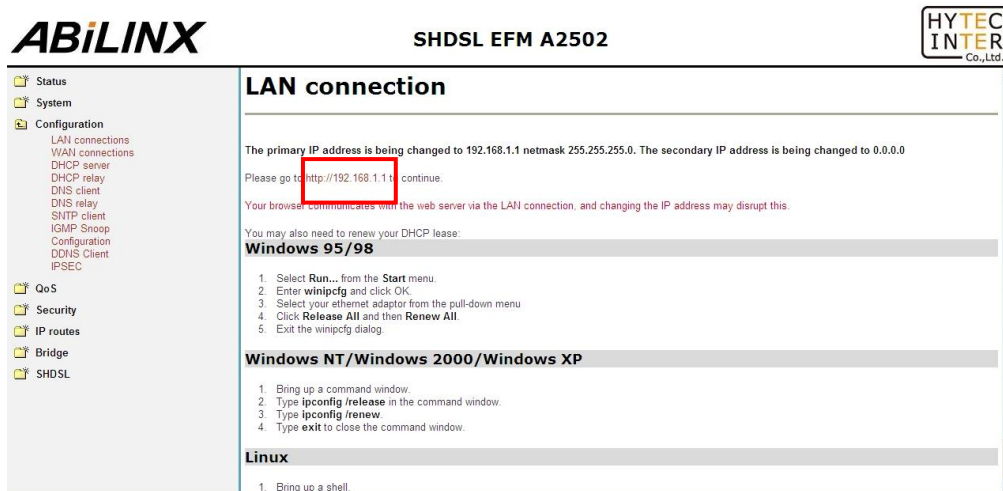 ABiLINX
SHDSL EFM A2502
HYTEC
INTER
Co.,Ltd.
Status
System
Configuration
LAN connections
WAN connections
DHCP server
DHCP relay
DNS client
DNS relay
SNTP client
IGMP Snoop
Configuration
DDNS Client
IPSEC
QoS
Security
IP routes
Bridge
SHDSL
LAN connection
The primary IP address is being changed to 192.168.1.1 netmask 255.255.255.0. The secondary IP address is being changed to 0.0.0.0
Please go to http://192.168.1.1 to continue.
Your browser communicates with the web server via the LAN connection, and changing the IP address may disrupt this.
You may also need to renew your DHCP lease:
Windows 95/98
1. Select Run... from the Start menu.
2. Enter winipcfg and click OK.
3. Select your ethernet adaptor from the pull-down menu
4. Click Release All and then Renew All.
5. Exit the winipcfg dialog.
Windows NT/Windows 2000/Windows XP
1. Bring up a command window.
2. Type ipconfig /release in the command window.
3. Type ipconfig /renew.
4. Type exit to close the command window.
Linux
1. Bring up a shell.